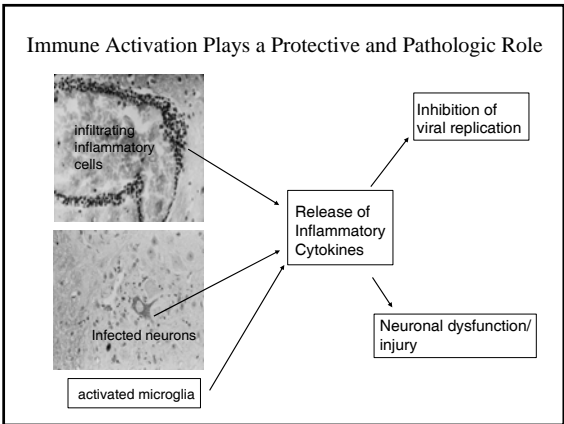 Immune Activation Plays a Protective and Pathologic Role
infiltrating
inflammatory
cells
Infected neurons
activated microglia
Release of
Inflammatory
Cytokines
Inhibition of
viral replication
Neuronal dysfunction/
injury